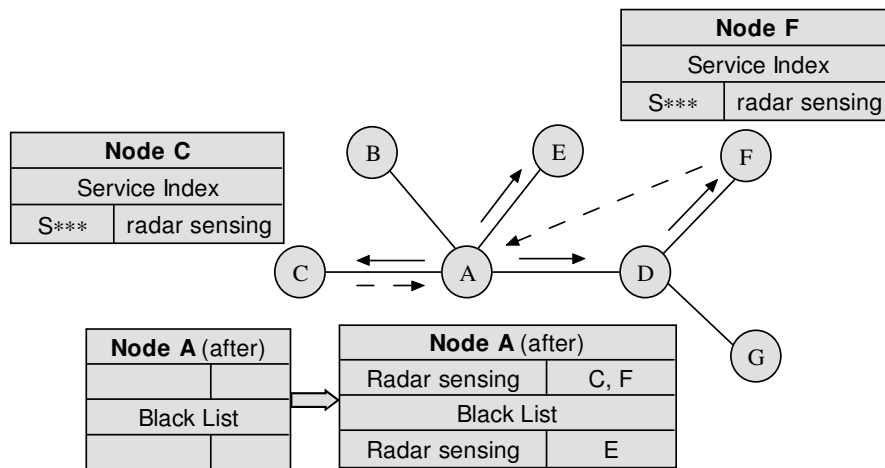 Node F
Service Index
S*** radar sensing
Node C
Service Index
S*** radar sensing
B
E
F
C
A
D
G
Node A (after)
Black List
Node A (after)
Radar sensing C, F
Black List
Radar sensing E